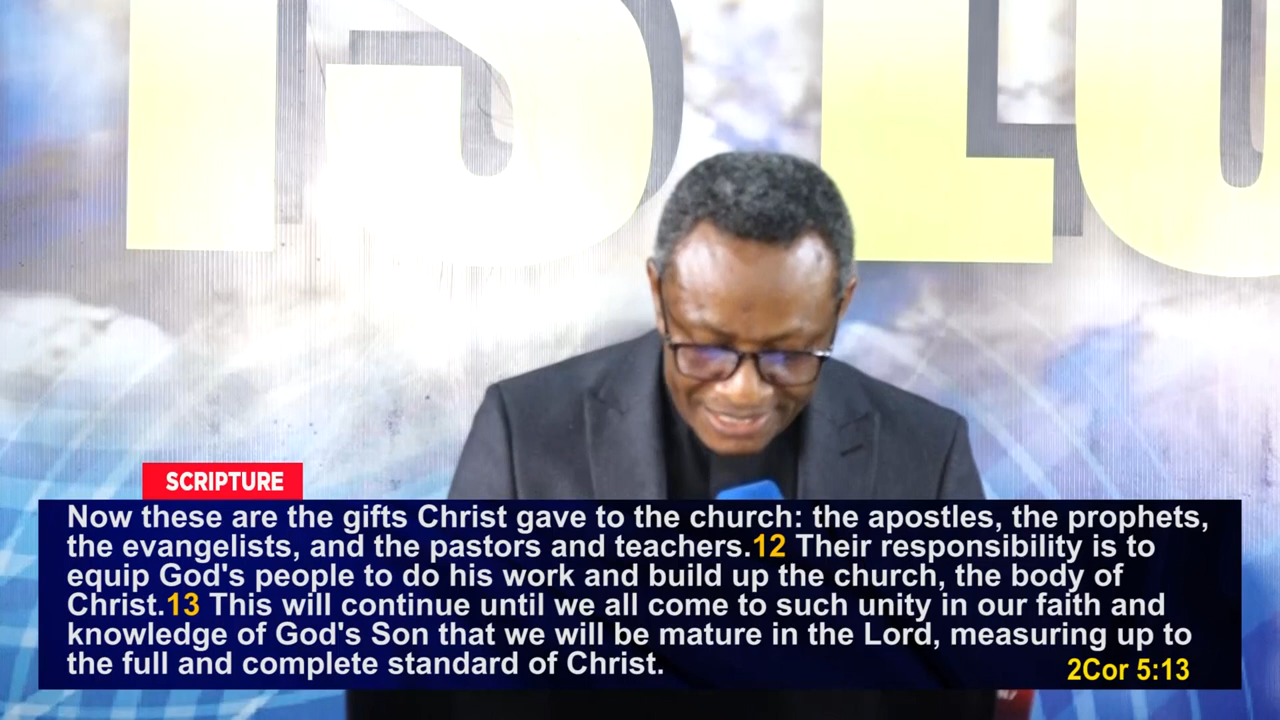 ISLO
SCRIPTURE
Now these are the gifts Christ gave to the church: the apostles, the prophets,
the evangelists, and the pastors and teachers.12 Their responsibility is to
equip God's people to do his work and build up the church, the body of
Christ.13 This will continue until we all come to such unity in our faith and
knowledge of God's Son that we will be mature in the Lord, measuring up to
the full and complete standard of Christ.
2Cor 5:13